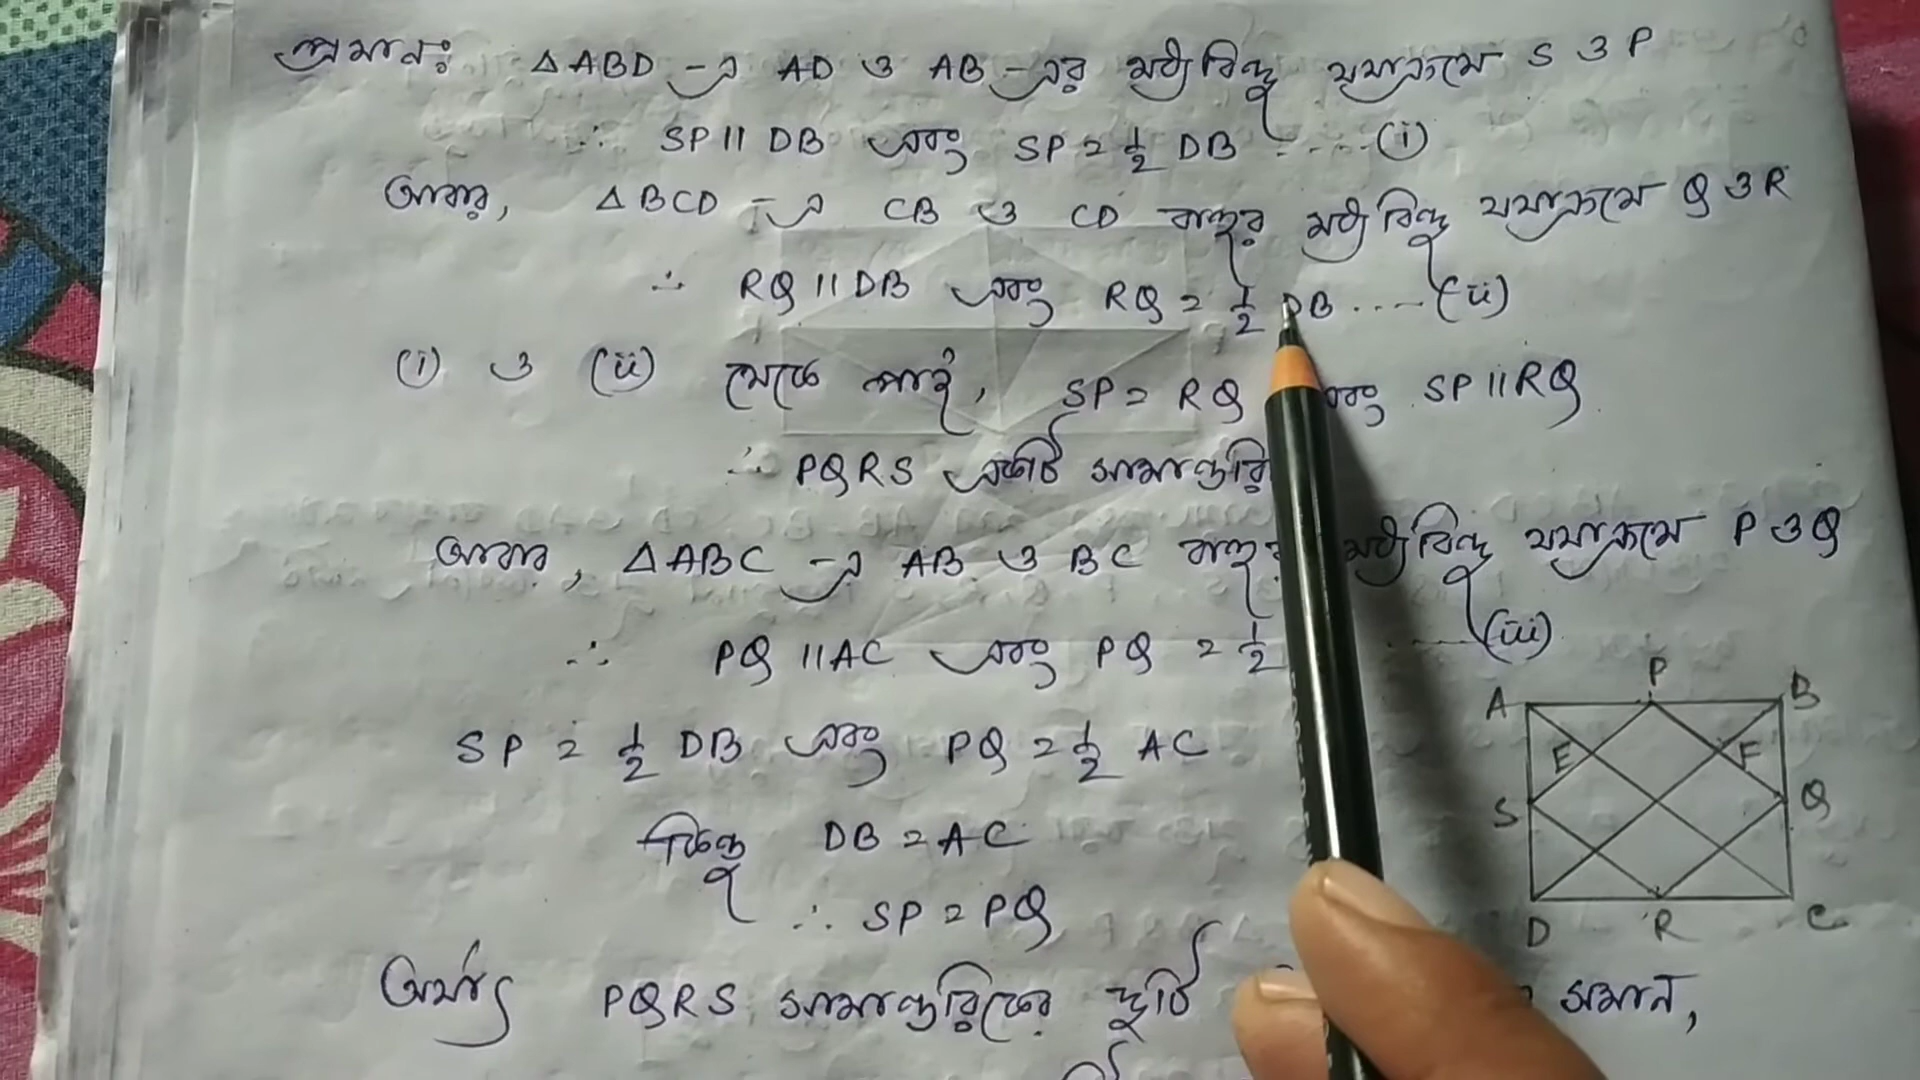 প্রমানঃ ΔABD -এ AD ও AB -এর মধ্যবিন্দু যথাক্রমে S ও P
∴ SP || DB এবং SP = 1/2 DB ..... (i)
আবার, ΔBCD -এ CB ও CD বাহুর মধ্যবিন্দু যথাক্রমে Q ও R
∴ RQ || DB এবং RQ = 1/2 DB ..... (ii)
(i) ও (ii) থেকে পাই, SP = RQ এবং SP || RQ
∴ PQRS একটি
আবার, ΔABC -এ AB ও BC বাহুর মধ্যবিন্দু যথাক্রমে P ও Q
∴ PQ || AC এবং PQ = 1/2 ..... (iii)
SP = 1/2 DB এবং PQ = 1/2 AC
কিন্তু DB = AC
∴ SP = PQ
অর্থাৎ PQRS সামান্তরিকের দুটি সমান,
A P B
E F
S Q
D R C